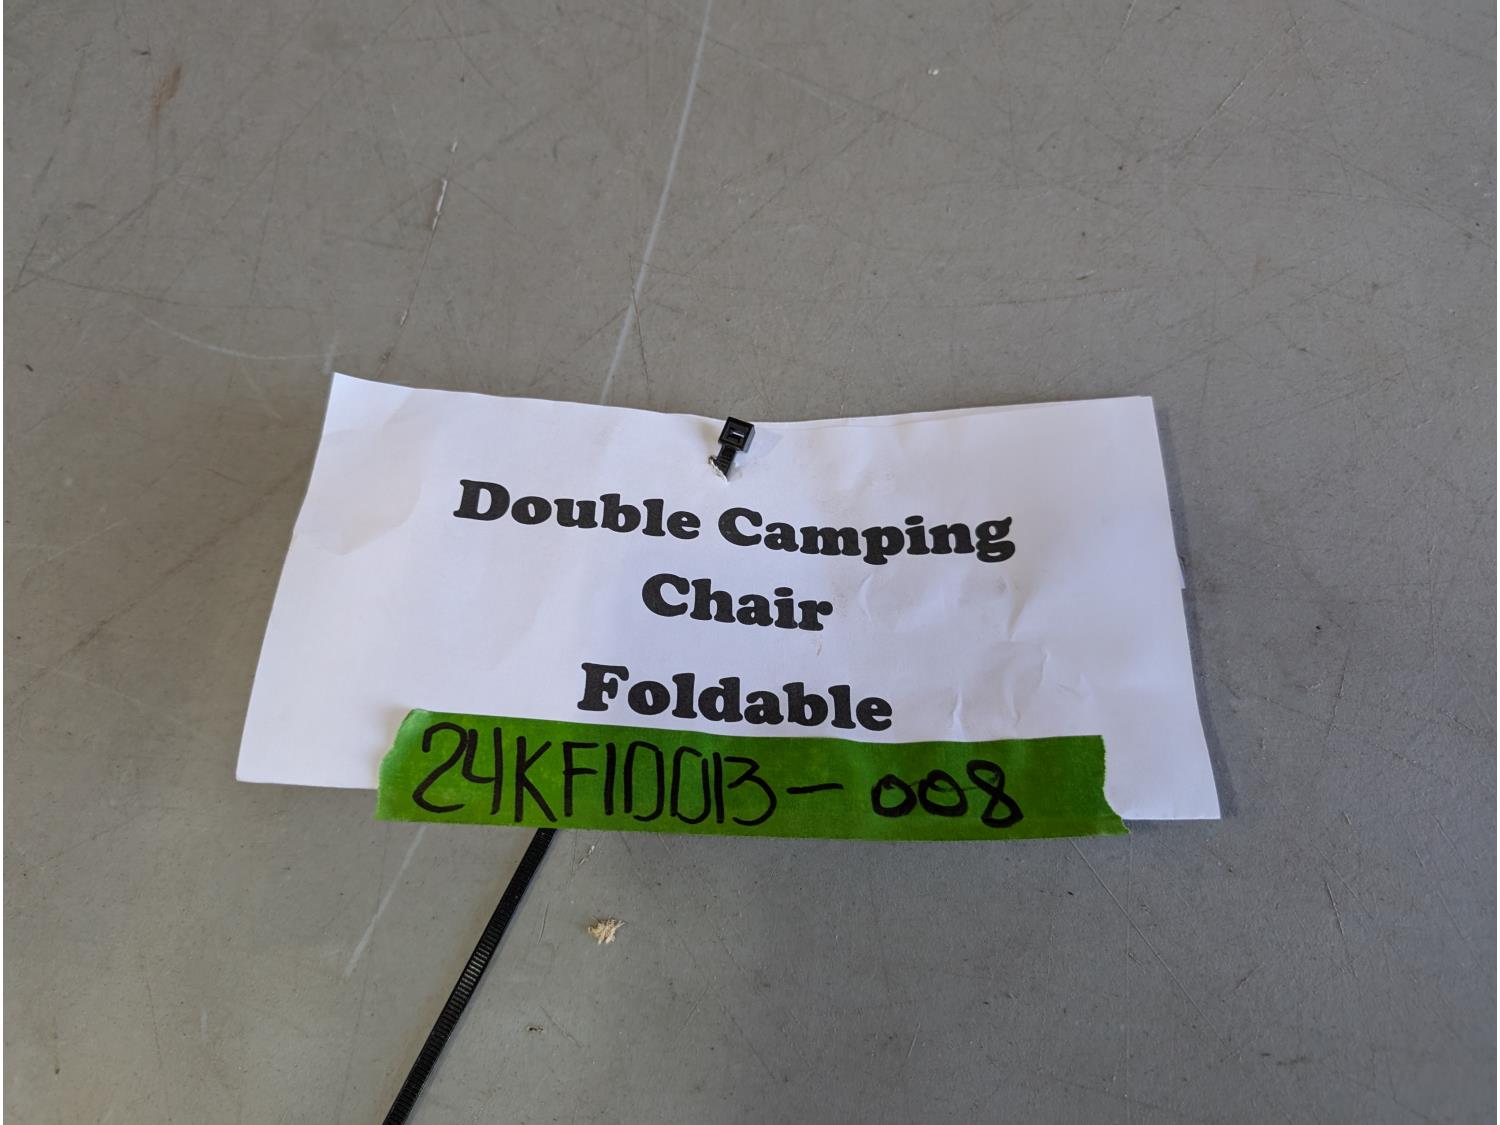 Double Camping
Chair
Foldable
24KF10013-008